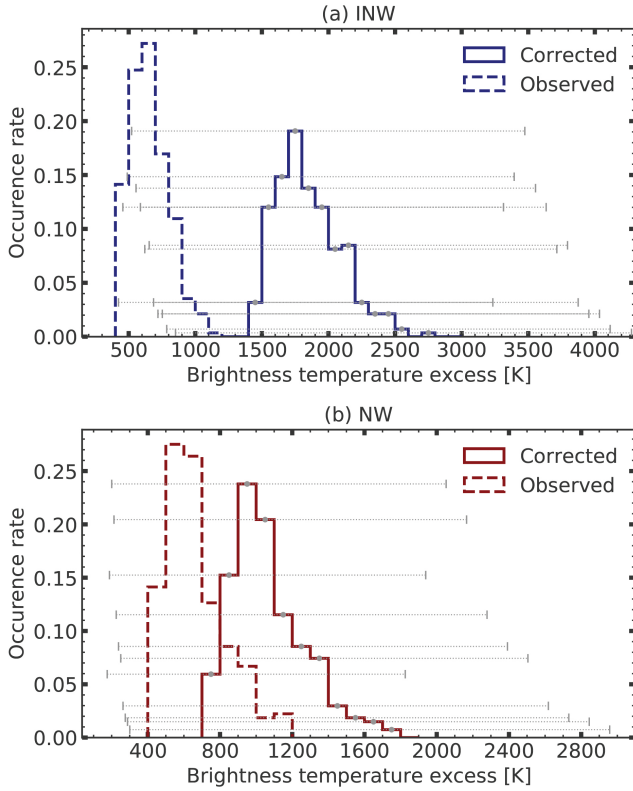 (a) INW
Corrected
Observed
0.25
0.20
0.15
0.10
0.05
0.00
Occurence rate
500 1000 1500 2000 2500 3000 3500 4000
Brightness temperature excess [K]
(b) NW
Corrected
Observed
0.25
0.20
0.15
0.10
0.05
0.00
Occurence rate
400 800 1200 1600 2000 2400 2800
Brightness temperature excess [K]